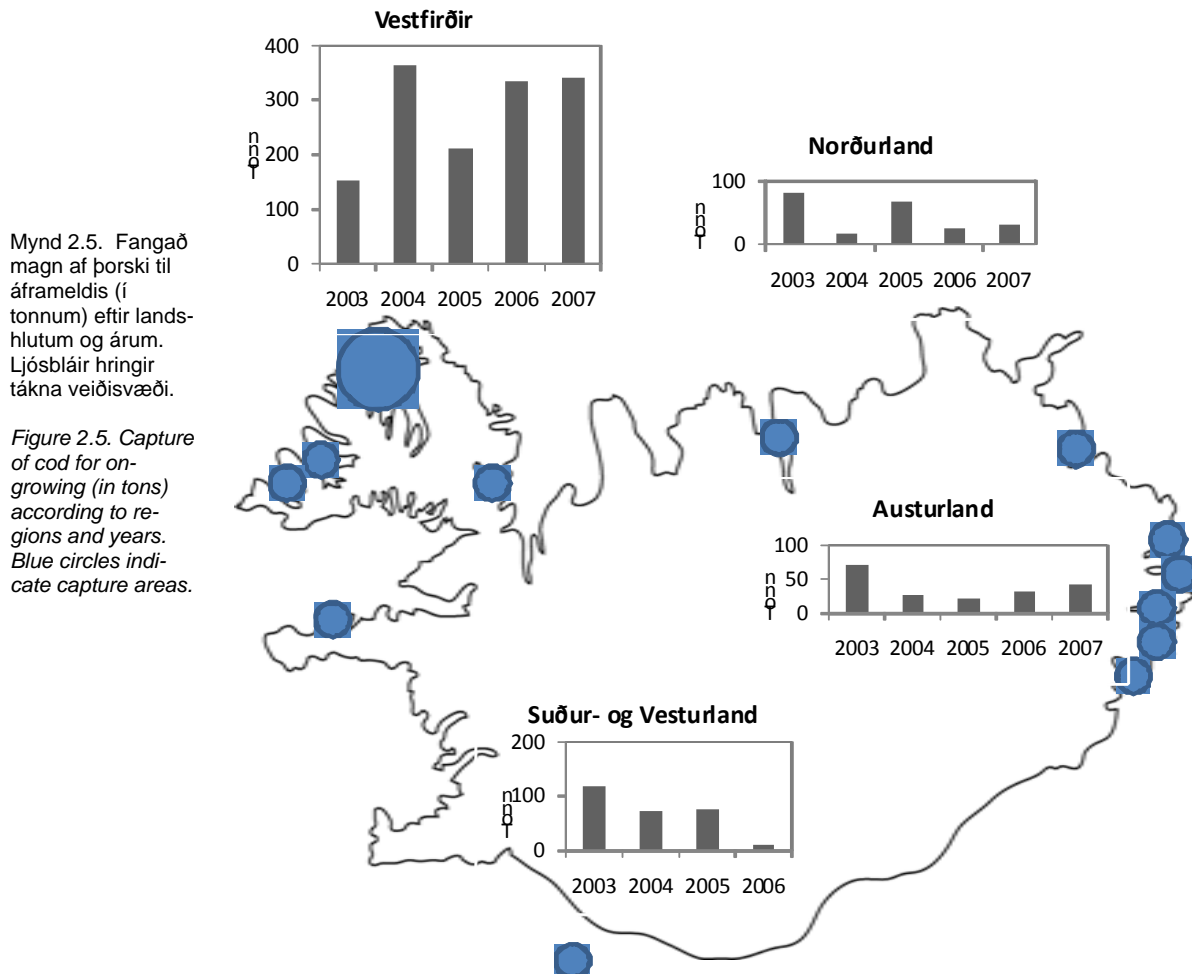 Vestfirðir
400
300
200
100
0
Tonn
2003 2004 2005 2006 2007
Norðurland
100
0
Tonn
2003 2004 2005 2006 2007
Mynd 2.5. Fangað
magn af þorski til
áframeldis (í
tonnum) eftir lands-
hlutum og árum.
Ljósbláir hringir
tákna veiðisvæði.
Figure 2.5. Capture
of cod for on-
growing (in tons)
according to re-
gions and years.
Blue circles indi-
cate capture areas.
Austurland
100
50
0
Tonn
2003 2004 2005 2006 2007
Suður- og Vesturland
200
100
0
Tonn
2003 2004 2005 2006